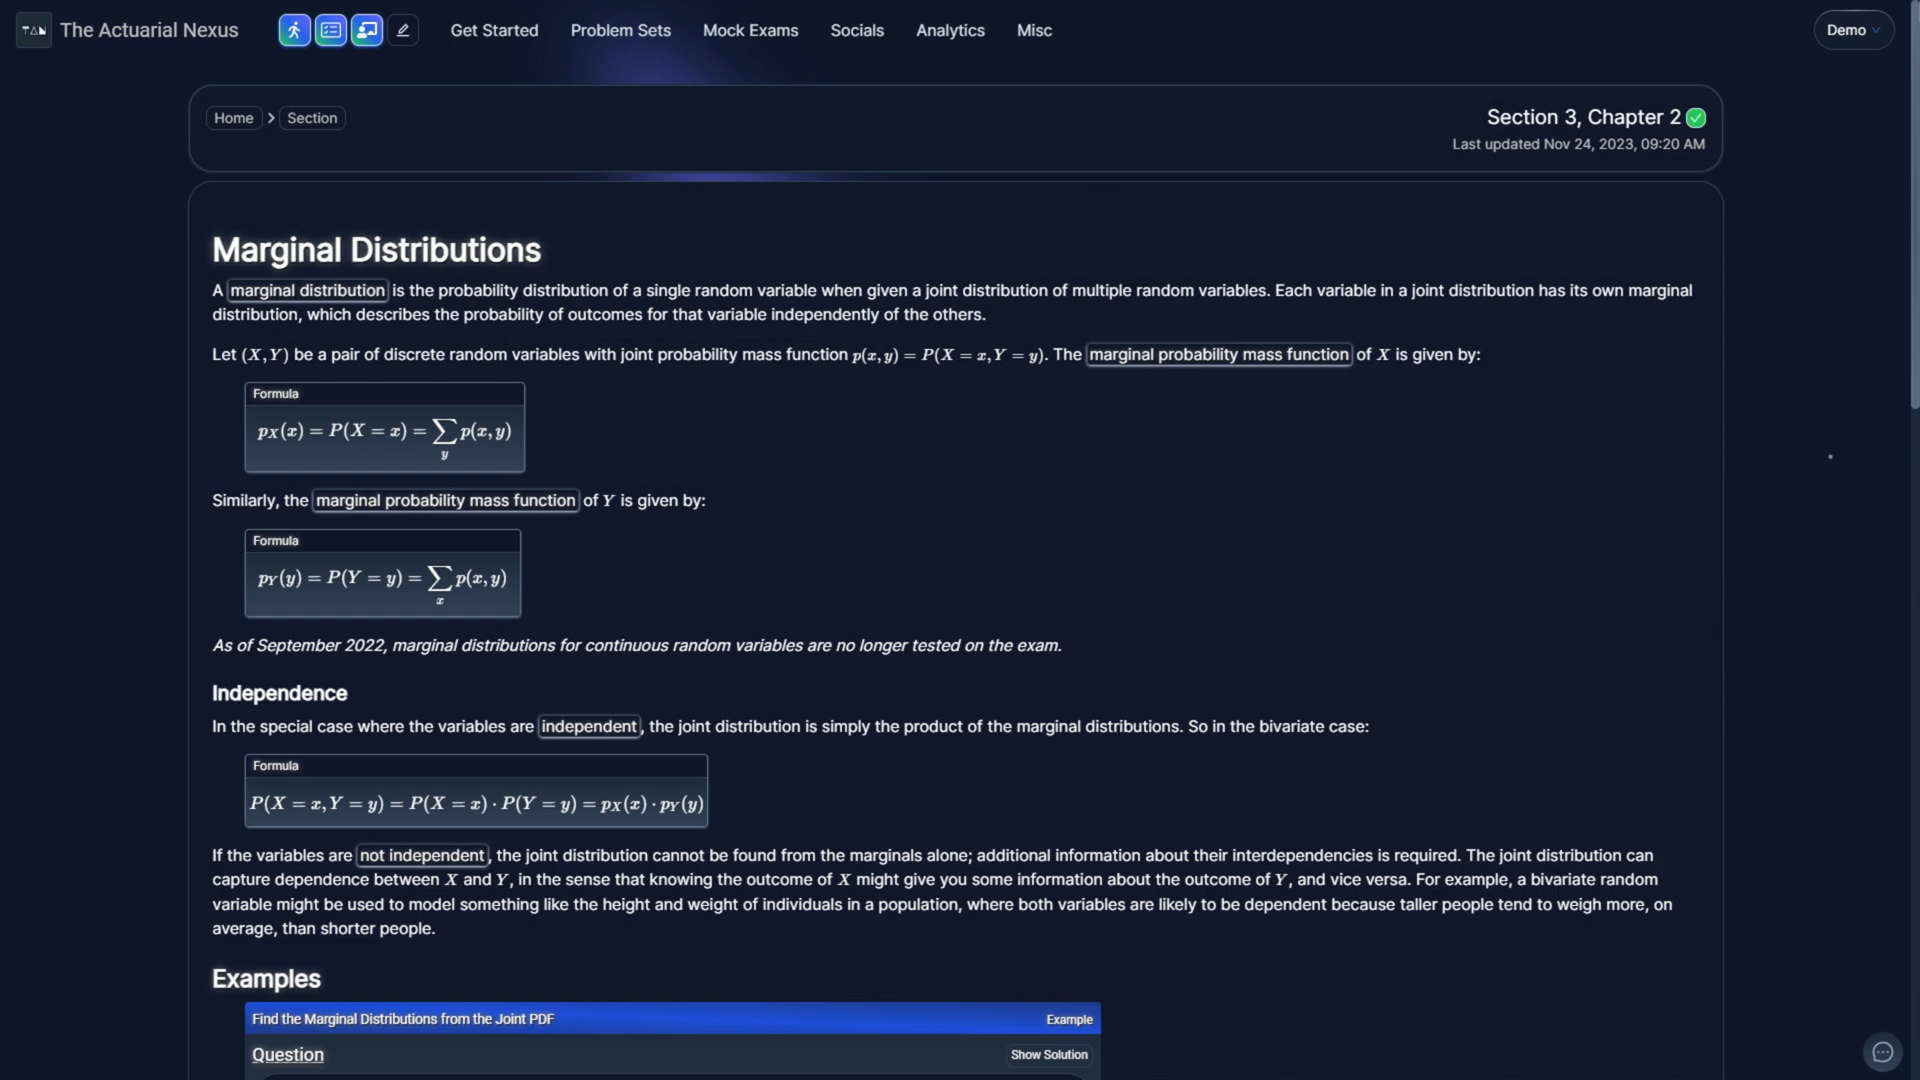 The Actuarial Nexus
Get Started Problem Sets Mock Exams Socials Analytics Misc
Demo
Home > Section
Section 3, Chapter 2
Last updated Nov 24, 2023, 09:20 AM
Marginal Distributions
A marginal distribution is the probability distribution of a single random variable when given a joint distribution of multiple random variables. Each variable in a joint distribution has its own marginal
distribution, which describes the probability of outcomes for that variable independently of the others.
Let (X, Y) be a pair of discrete random variables with joint probability mass function p(x, y) = P(X = x, Y = y). The marginal probability mass function of X is given by:
Formula
p_X(x) = P(X = x) = ∑_y p(x, y)
Similarly, the marginal probability mass function of Y is given by:
Formula
p_Y(y) = P(Y = y) = ∑_x p(x, y)
As of September 2022, marginal distributions for continuous random variables are no longer tested on the exam.
Independence
In the special case where the variables are independent, the joint distribution is simply the product of the marginal distributions. So in the bivariate case:
Formula
P(X = x, Y = y) = P(X = x) · P(Y = y) = p_X(x) · p_Y(y)
If the variables are not independent, the joint distribution cannot be found from the marginals alone; additional information about their interdependencies is required. The joint distribution can
capture dependence between X and Y, in the sense that knowing the outcome of X might give you some information about the outcome of Y, and vice versa. For example, a bivariate random
variable might be used to model something like the height and weight of individuals in a population, where both variables are likely to be dependent because taller people tend to weigh more, on
average, than shorter people.
Examples
Find the Marginal Distributions from the Joint PDF Example
Question Show Solution